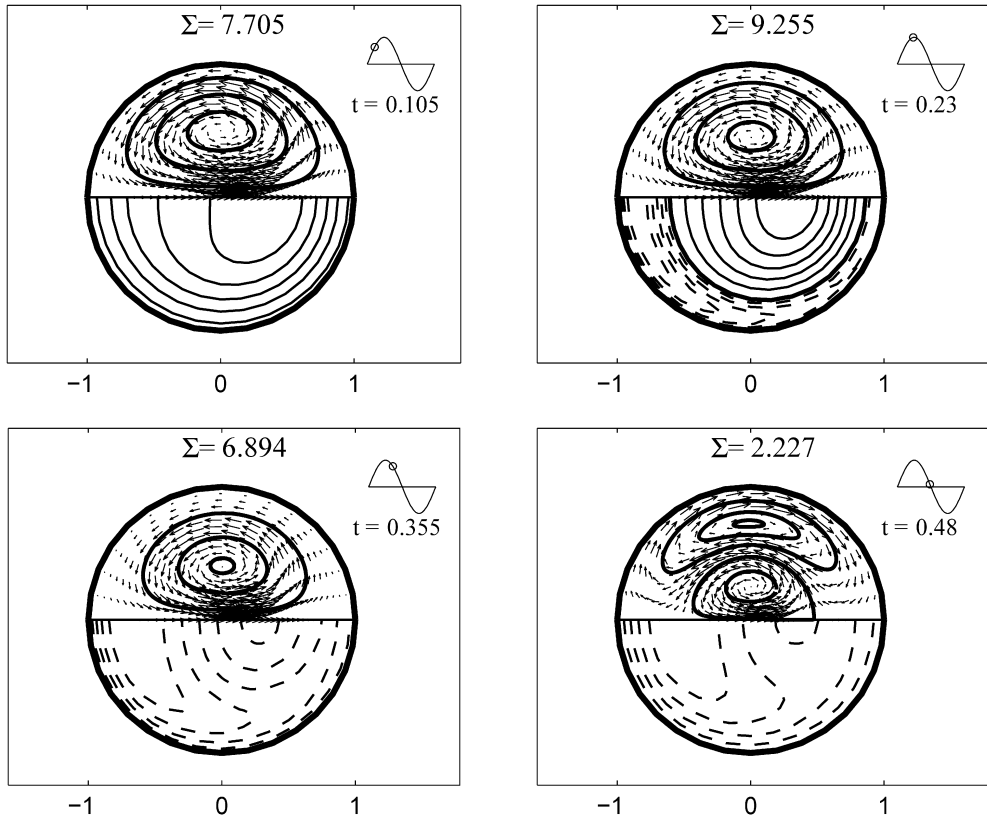 Σ= 7.705
t = 0.105
−1 0 1
Σ= 9.255
t = 0.23
−1 0 1
Σ= 6.894
t = 0.355
−1 0 1
Σ= 2.227
t = 0.48
−1 0 1